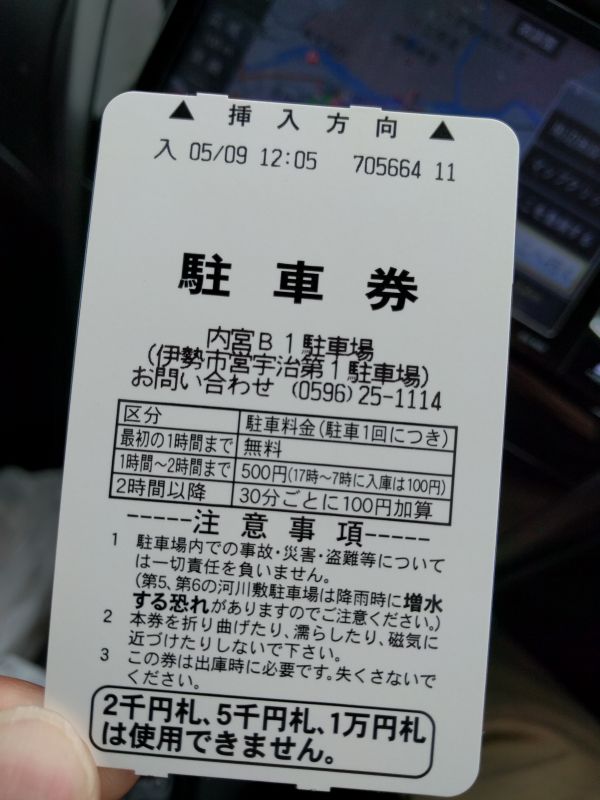 ▲ 挿入方向 ▲
入 05/09 12:05 705664 11
駐車券
内宮B1駐車場
(伊勢市営宇治第1駐車場)
お問い合わせ (0596)25-1114
区分 駐車料金(駐車1回につき)
最初の1時間まで 無料
1時間～2時間まで 500円(17時～7時に入庫は100円)
2時間以降 30分ごとに100円加算
------注意事項-----
1 駐車場内での事故・災害・盗難等について
は一切責任を負いません。
(第5、第6の河川敷駐車場は降雨時に増水
する恐れがありますのでご注意ください。)
2 本券を折り曲げたり、濡らしたり、磁気に
近づけたりしないで下さい。
3 この券は出庫時に必要です。失くさないで
ください。
2千円札、5千円札、1万円札
は使用できません。